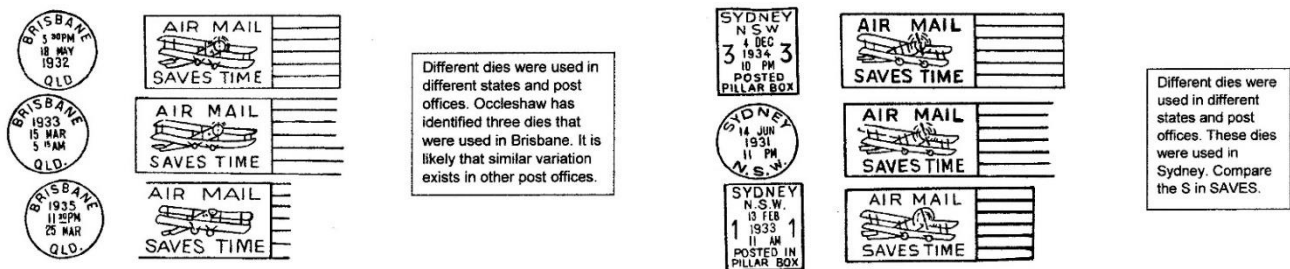 BRISBANE
3 30PM
18 MAY
1932
QLD
AIR MAIL
SAVES TIME
BRISBANE
1933
15 MAR
5 15AM
QLD.
AIR MAIL
SAVES TIME
BRISBANE
1935
11 30PM
25 MAR
QLD.
AIR MAIL
SAVES TIME
Different dies were used in
different states and post
offices. Occleshaw has
identified three dies that
were used in Brisbane. It is
likely that similar variation
exists in other post offices.
SYDNEY
NSW
4 DEC
3 1934 3
10 PM
POSTED
PILLAR BOX
AIR MAIL
SAVES TIME
SYDNEY
14 JUN
1931
11 PM
N.S.W.
AIR MAIL
SAVES TIME
SYDNEY
N.S.W.
13 FEB
1 1933 1
11 AM
POSTED IN
PILLAR BOX
AIR MAIL
SAVES TIME
Different dies were
used in different
states and post
offices. These dies
were used in
Sydney. Compare
the S in SAVES.